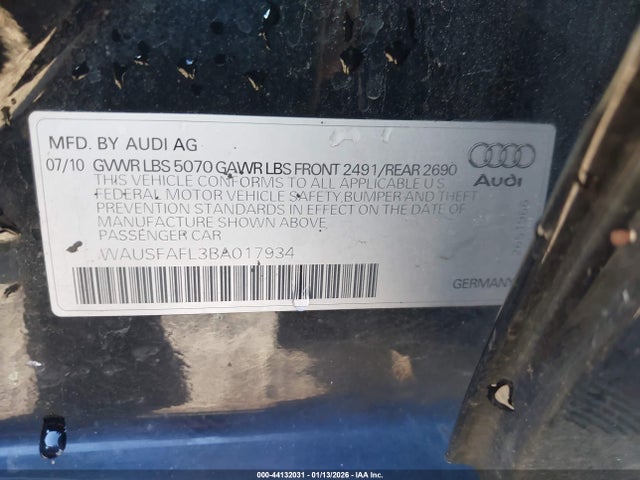 MFD. BY AUDI AG
07/10 GVWR LBS 5070 GAWR LBS FRONT 2491/REAR 2690
THIS VEHICLE CONFORMS TO ALL APPLICABLE U S
FEDERAL MOTOR VEHICLE SAFETY, BUMPER AND THEFT
PREVENTION STANDARDS IN EFFECT ON THE DATE OF
MANUFACTURE SHOWN ABOVE.
PASSENGER CAR
WAUSFAFL3BA017934
Audi
GERMANY
000-44132031 - 01/13/2026 - IAA Inc.